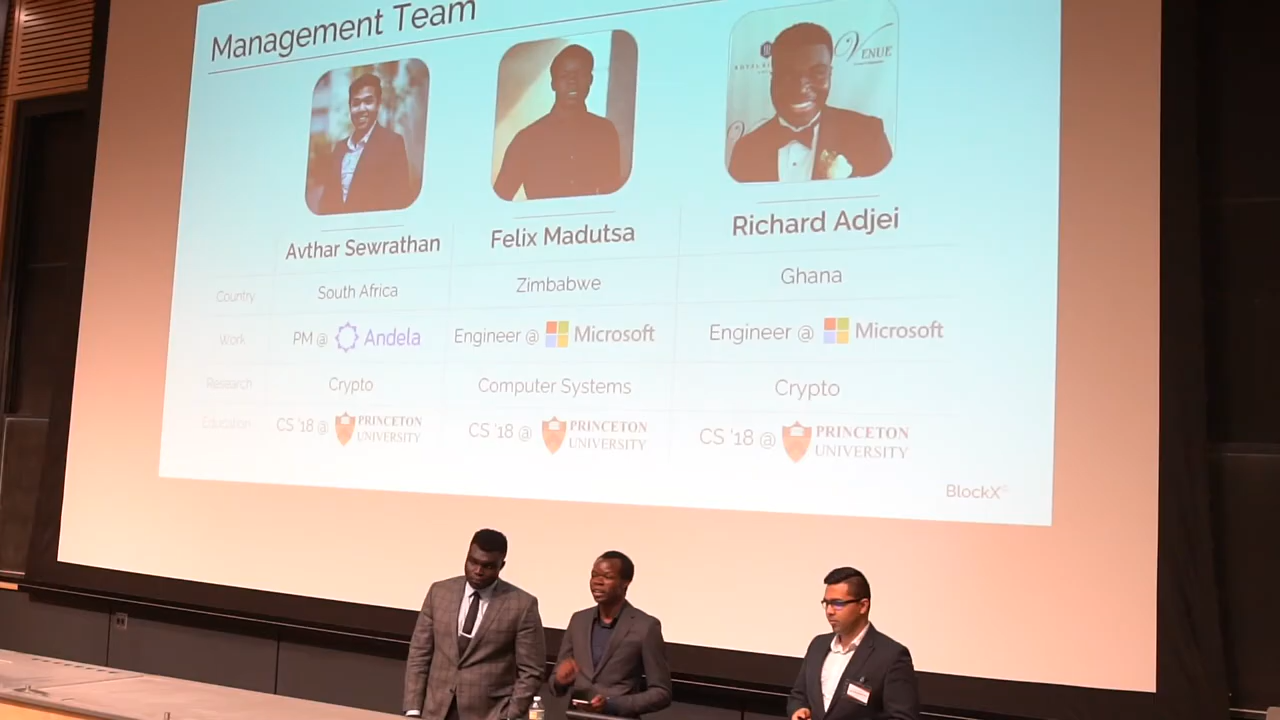 Management Team
VENUE
Avthar Sewrathan Felix Madutsa Richard Adjei
Country South Africa Zimbabwe Ghana
Work PM @ Andela Engineer @ Microsoft Engineer @ Microsoft
Research Crypto Computer Systems Crypto
Education CS '18 @ PRINCETON UNIVERSITY CS '18 @ PRINCETON UNIVERSITY CS '18 @ PRINCETON UNIVERSITY
BlockX